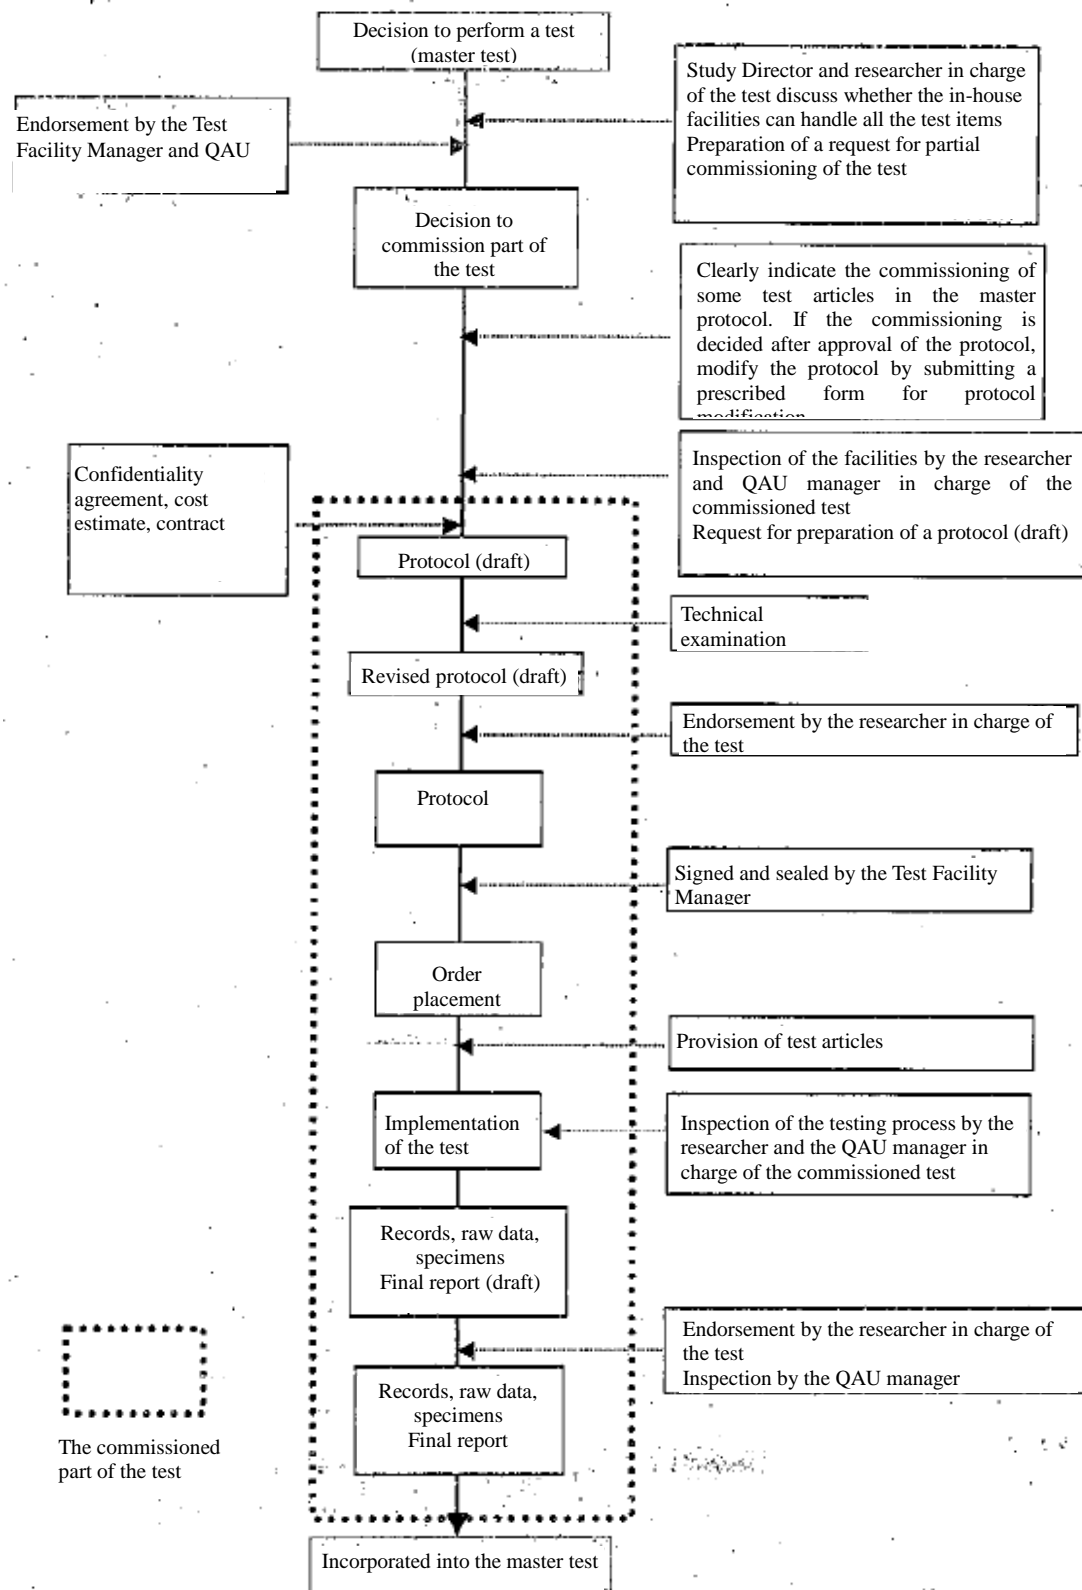 Decision to perform a test
(master test)
Study Director and researcher in charge
of the test discuss whether the in-house
facilities can handle all the test items
Preparation of a request for partial
commissioning of the test
Endorsement by the Test
Facility Manager and QAU
Decision to
commission part of
the test
Clearly indicate the commissioning of
some test articles in the master
protocol. If the commissioning is
decided after approval of the protocol,
modify the protocol by submitting a
prescribed form for protocol
modification
Inspection of the facilities by the researcher
and QAU manager in charge of the
commissioned test
Request for preparation of a protocol (draft)
Confidentiality
agreement, cost
estimate, contract
Protocol (draft)
Technical
examination
Revised protocol (draft)
Endorsement by the researcher in charge of
the test
Protocol
Signed and sealed by the Test Facility
Manager
Order
placement
Provision of test articles
Implementation
of the test
Inspection of the testing process by the
researcher and the QAU manager in
charge of the commissioned test
Records, raw data,
specimens
Final report (draft)
Endorsement by the researcher in charge of
the test
Inspection by the QAU manager
Records, raw data,
specimens
Final report
The commissioned
part of the test
Incorporated into the master test